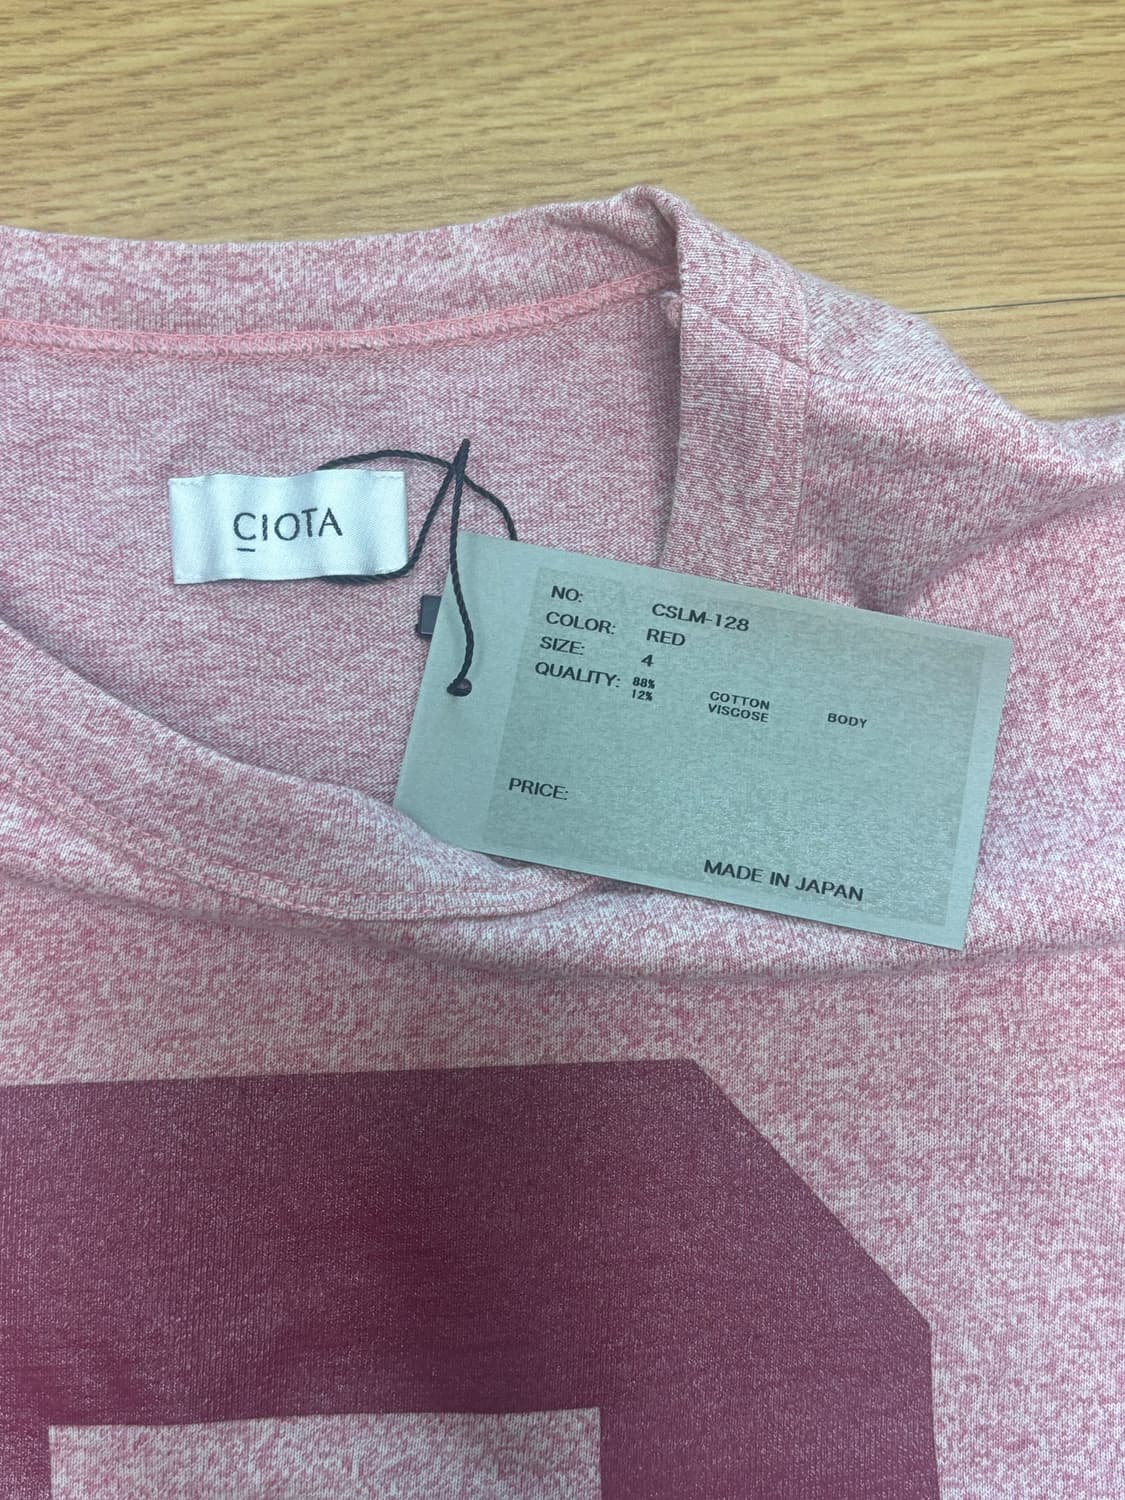 CIOTA
NO: CSLM-128
COLOR: RED
SIZE: 4
QUALITY: 88% COTTON BODY
12% VISCOSE
PRICE:
MADE IN JAPAN